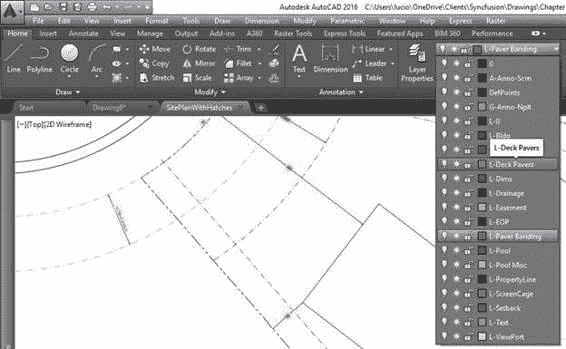 Autodesk AutoCAD 2016 C:\Users\lucio\OneDrive\Clients\Syncfusion\Drawings\Chapter
File Edit View Insert Format Tools Draw Dimension Modify Parametric Window Help Express
Home Insert Annotate Parametric View Manage Output Add-ins A360 Raster Tools Express Tools Featured Apps BIM 360 Performance
Line Polyline Circle Arc
Move Rotate Trim
Copy Mirror Fillet
Stretch Scale Array
Text Dimension
Linear
Leader
Table
Layer
Properties
L-Paver Banding
Draw Modify Annotation
Start Drawing6* SitePlanWithHatches
[−][Top][2D Wireframe]
0
A-Anno-Scrn
DefPoints
G-Anno-Nplt
L-0
L-Bldg
L-Deck Pavers
L-Deck Pavers
L-Dims
L-Drainage
L-Easement
L-EOP
L-Paver Banding
L-Pool
L-Pool Misc
L-PropertyLine
L-ScreenCage
L-Setback
L-Text
L-ViewPort